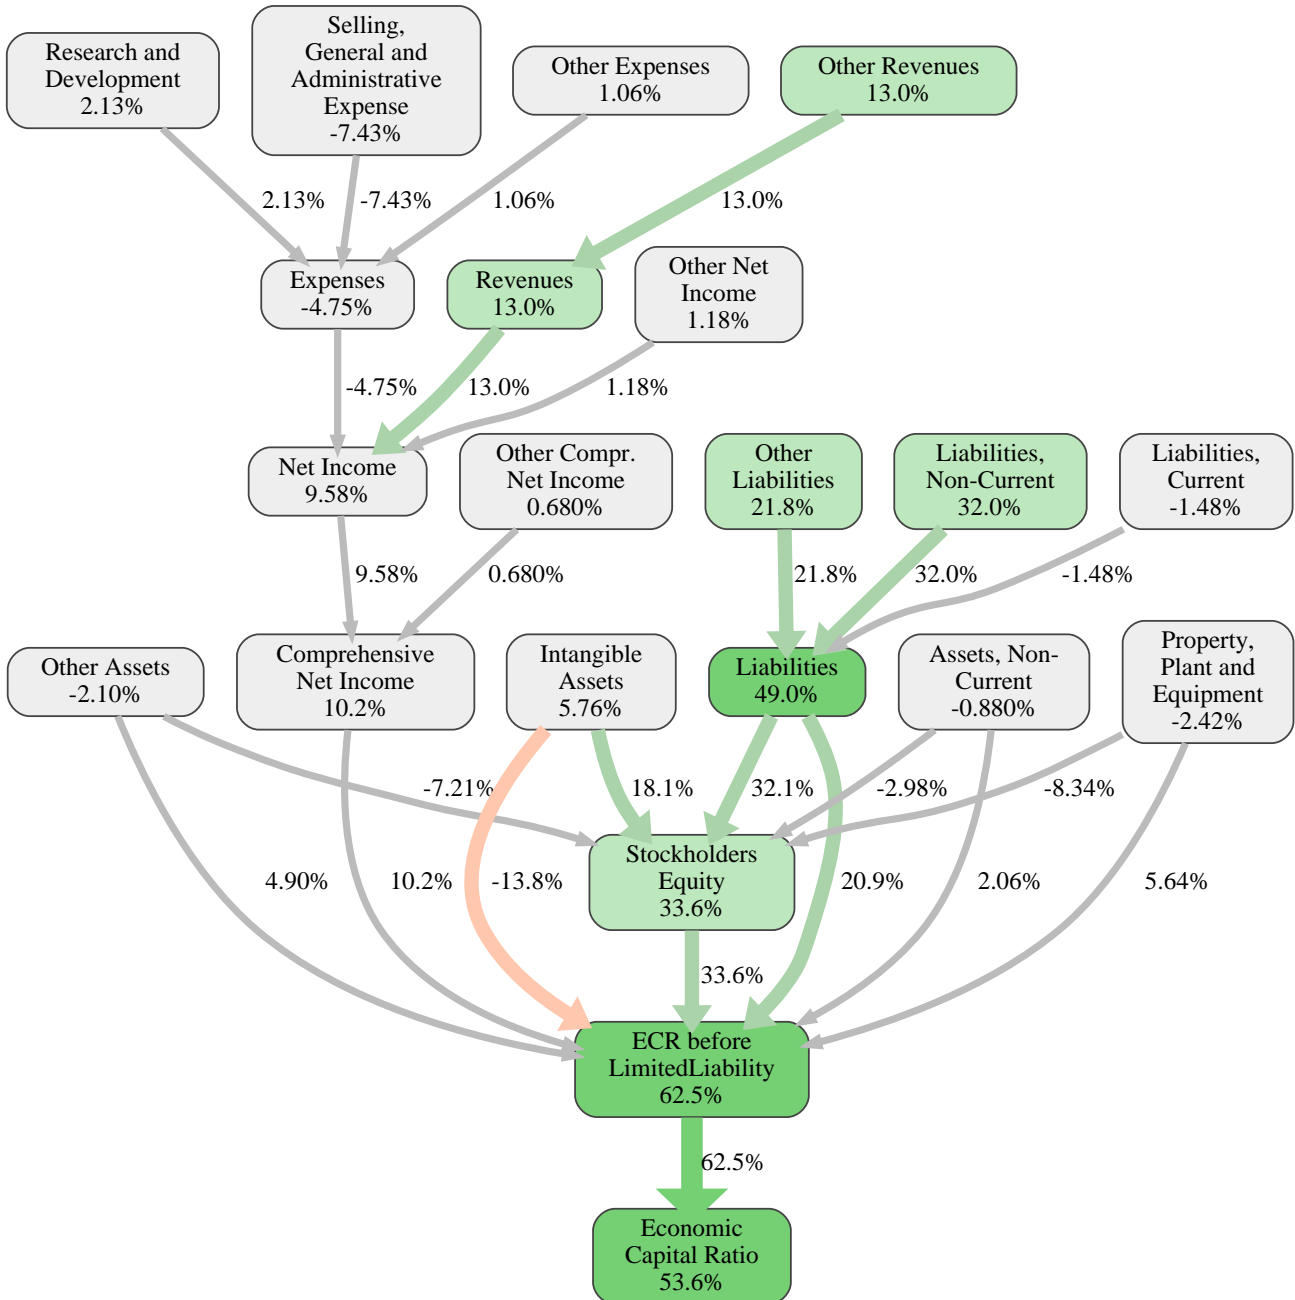 Research and
Development
2.13%
Selling,
General and
Administrative
Expense
-7.43%
Other Expenses
1.06%
Other Revenues
13.0%
2.13%
-7.43%
1.06%
13.0%
Expenses
-4.75%
Revenues
13.0%
Other Net
Income
1.18%
-4.75%
13.0%
1.18%
Net Income
9.58%
Other Compr.
Net Income
0.680%
Other
Liabilities
21.8%
Liabilities,
Non-Current
32.0%
Liabilities,
Current
-1.48%
9.58%
0.680%
21.8%
32.0%
-1.48%
Other Assets
-2.10%
Comprehensive
Net Income
10.2%
Intangible
Assets
5.76%
Liabilities
49.0%
Assets, Non-
Current
-0.880%
Property,
Plant and
Equipment
-2.42%
-7.21%
18.1%
32.1%
-2.98%
-8.34%
Stockholders
Equity
33.6%
4.90%
10.2%
-13.8%
20.9%
2.06%
5.64%
33.6%
ECR before
LimitedLiability
62.5%
62.5%
Economic
Capital Ratio
53.6%